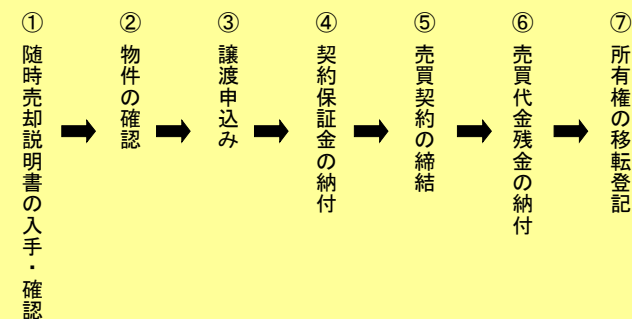 ①
随時売却説明書の入手・確認
②
物件の確認
③
譲渡申込み
④
契約保証金の納付
⑤
売買契約の締結
⑥
売買代金残金の納付
⑦
所有権の移転登記